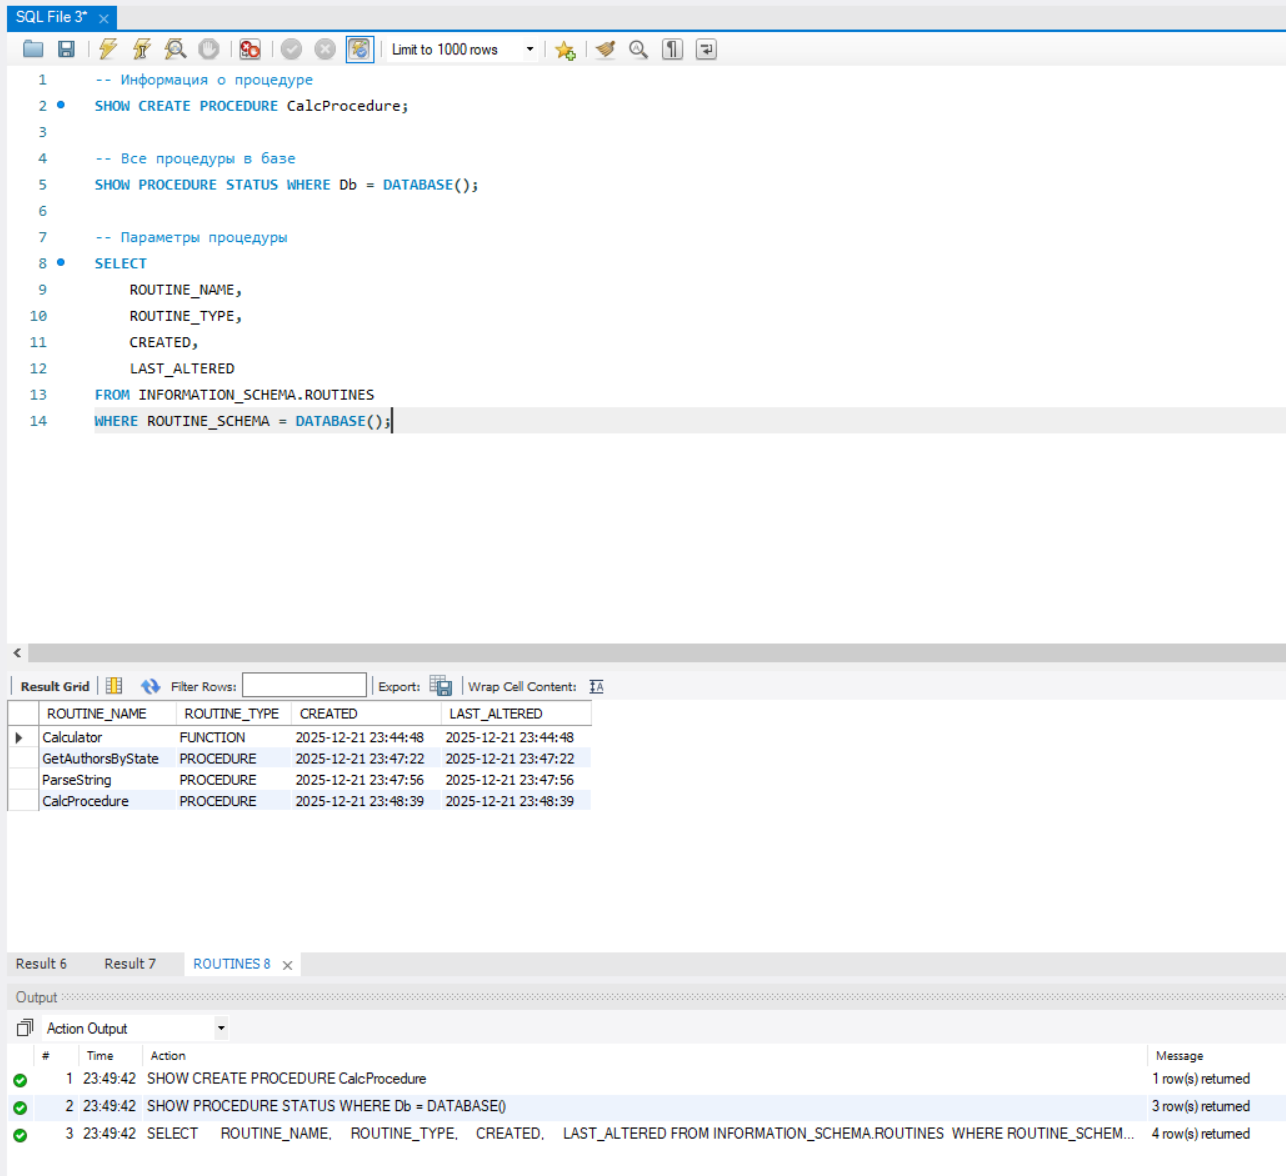 SQL File 3*
Limit to 1000 rows
1 -- Информация о процедуре
2 SHOW CREATE PROCEDURE CalcProcedure;
3
4 -- Все процедуры в базе
5 SHOW PROCEDURE STATUS WHERE Db = DATABASE();
6
7 -- Параметры процедуры
8 SELECT
9 ROUTINE_NAME,
10 ROUTINE_TYPE,
11 CREATED,
12 LAST_ALTERED
13 FROM INFORMATION_SCHEMA.ROUTINES
14 WHERE ROUTINE_SCHEMA = DATABASE();
Result Grid Filter Rows: Export: Wrap Cell Content:
ROUTINE_NAME ROUTINE_TYPE CREATED LAST_ALTERED
Calculator FUNCTION 2025-12-21 23:44:48 2025-12-21 23:44:48
GetAuthorsByState PROCEDURE 2025-12-21 23:47:22 2025-12-21 23:47:22
ParseString PROCEDURE 2025-12-21 23:47:56 2025-12-21 23:47:56
CalcProcedure PROCEDURE 2025-12-21 23:48:39 2025-12-21 23:48:39
Result 6 Result 7 ROUTINES 8
Output
Action Output
# Time Action Message
1 23:49:42 SHOW CREATE PROCEDURE CalcProcedure 1 row(s) returned
2 23:49:42 SHOW PROCEDURE STATUS WHERE Db = DATABASE() 3 row(s) returned
3 23:49:42 SELECT ROUTINE_NAME, ROUTINE_TYPE, CREATED, LAST_ALTERED FROM INFORMATION_SCHEMA.ROUTINES WHERE ROUTINE_SCHEM... 4 row(s) returned